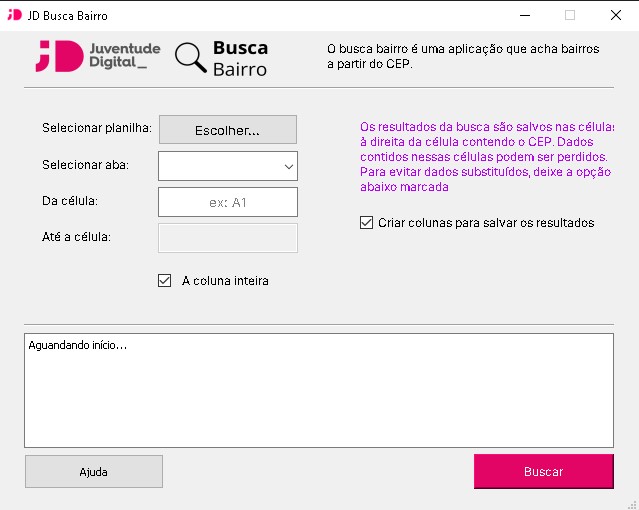 JD Busca Bairro
JD Juventude Digital_
Busca Bairro
O busca bairro é uma aplicação que acha bairros
a partir do CEP.
Selecionar planilha:
Escolher...
Selecionar aba:
Da célula:
ex: A1
Até a célula:
A coluna inteira
Os resultados da busca são salvos nas células
à direita da célula contendo o CEP. Dados
contidos nessas células podem ser perdidos.
Para evitar dados substituídos, deixe a opção
abaixo marcada
Criar colunas para salvar os resultados
Aguandando início...
Ajuda
Buscar